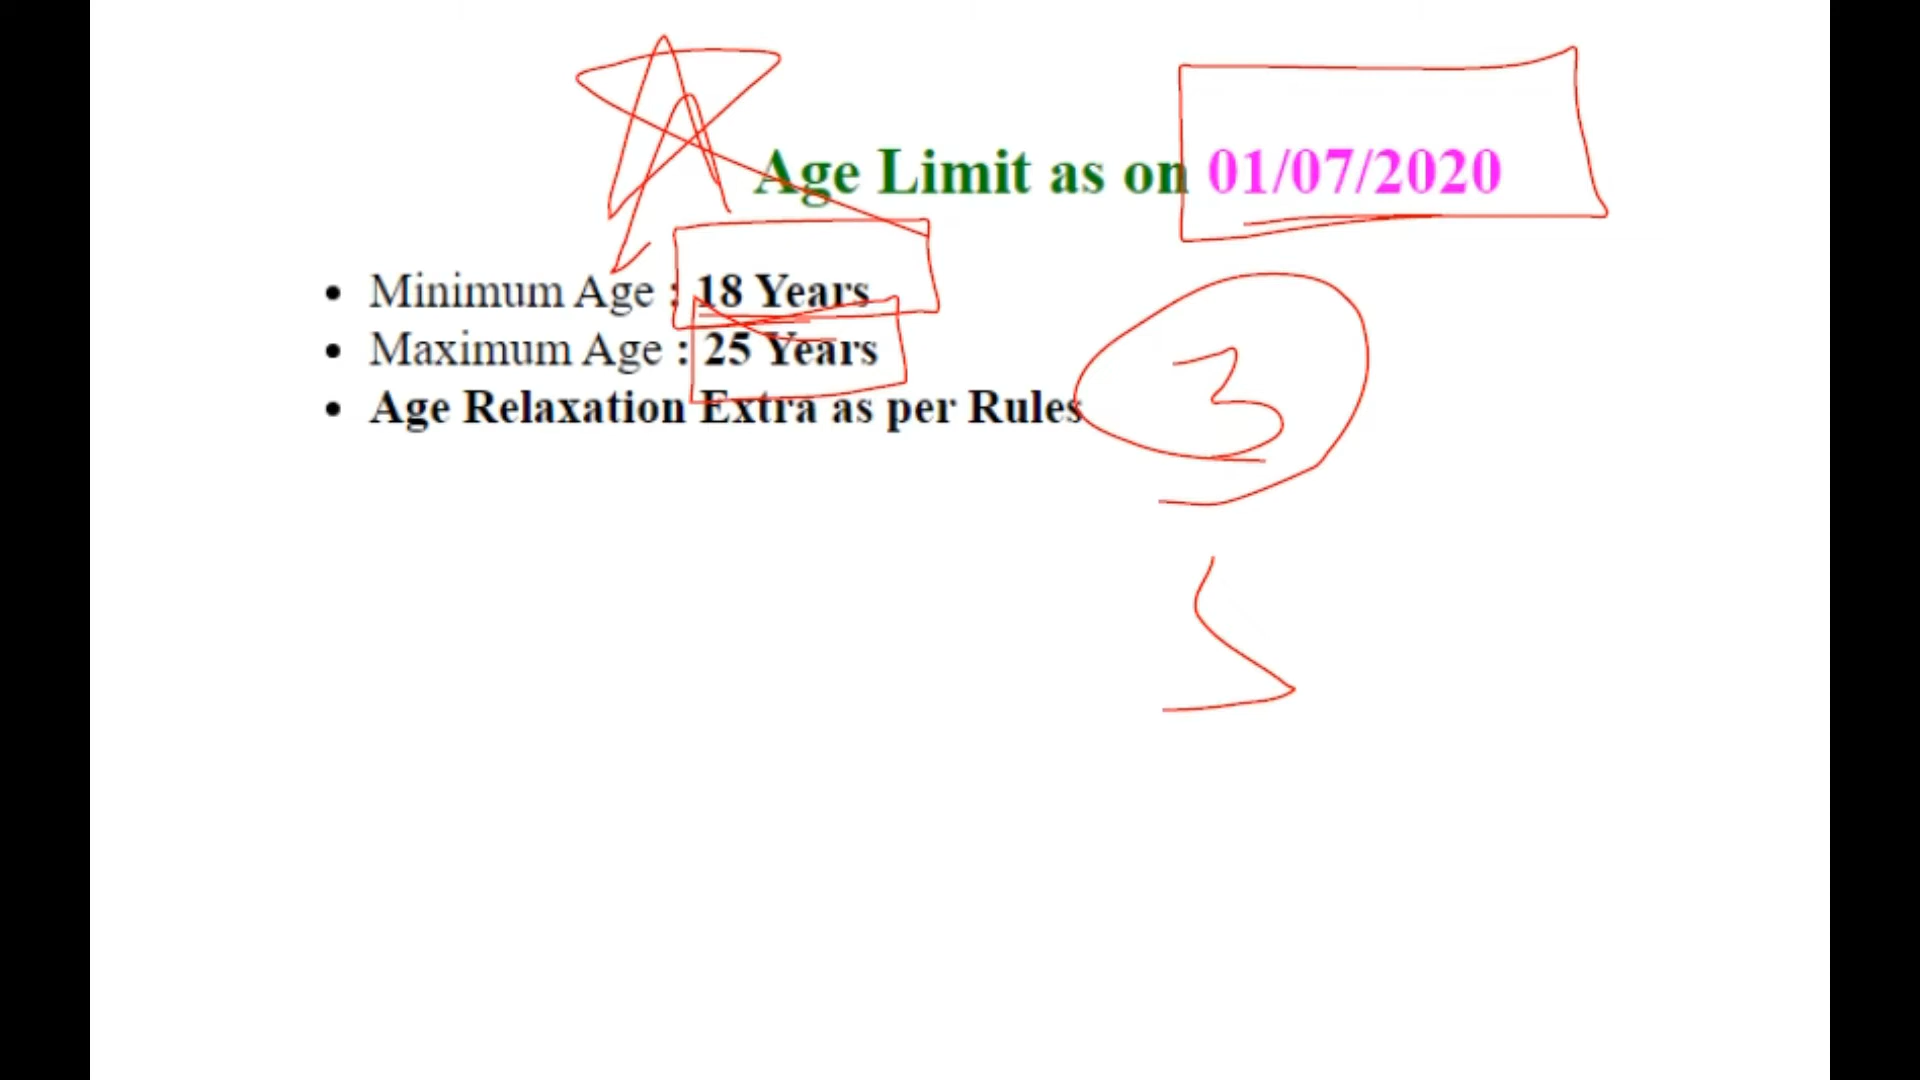 Age Limit as on 01/07/2020
Minimum Age : 18 Years
Maximum Age : 25 Years
Age Relaxation Extra as per Rules
3